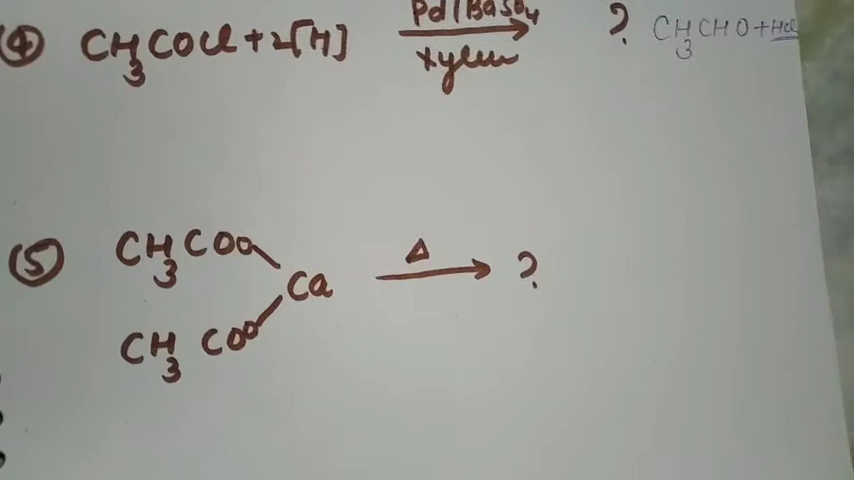 ④ CH₃COCl + 2[H] Pd/BaSO₄ xylene ? CH₃CHO + HCl
⑤ CH₃COO
Ca Δ ?
CH₃COO